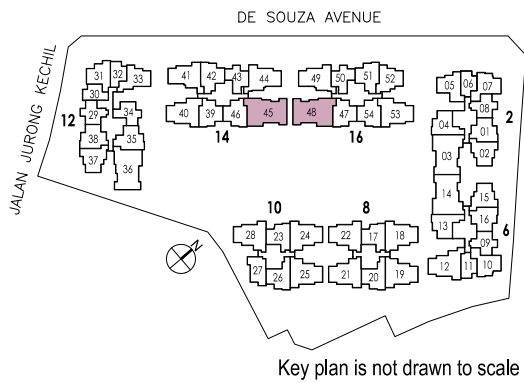 DE SOUZA AVENUE
JALAN JURONG KECHIL
31 32 33
30
29 34
38 35
37 36
12
41 42 43 44
40 39 46 45
14
49 50 51 52
48 47 54 53
16
05 06 07
08
04 01
03 02
2
14 15
13 16
09
12 11 10
6
10
28 23 24
27 26 25
8
22 17 18
21 20 19
N
Key plan is not drawn to scale